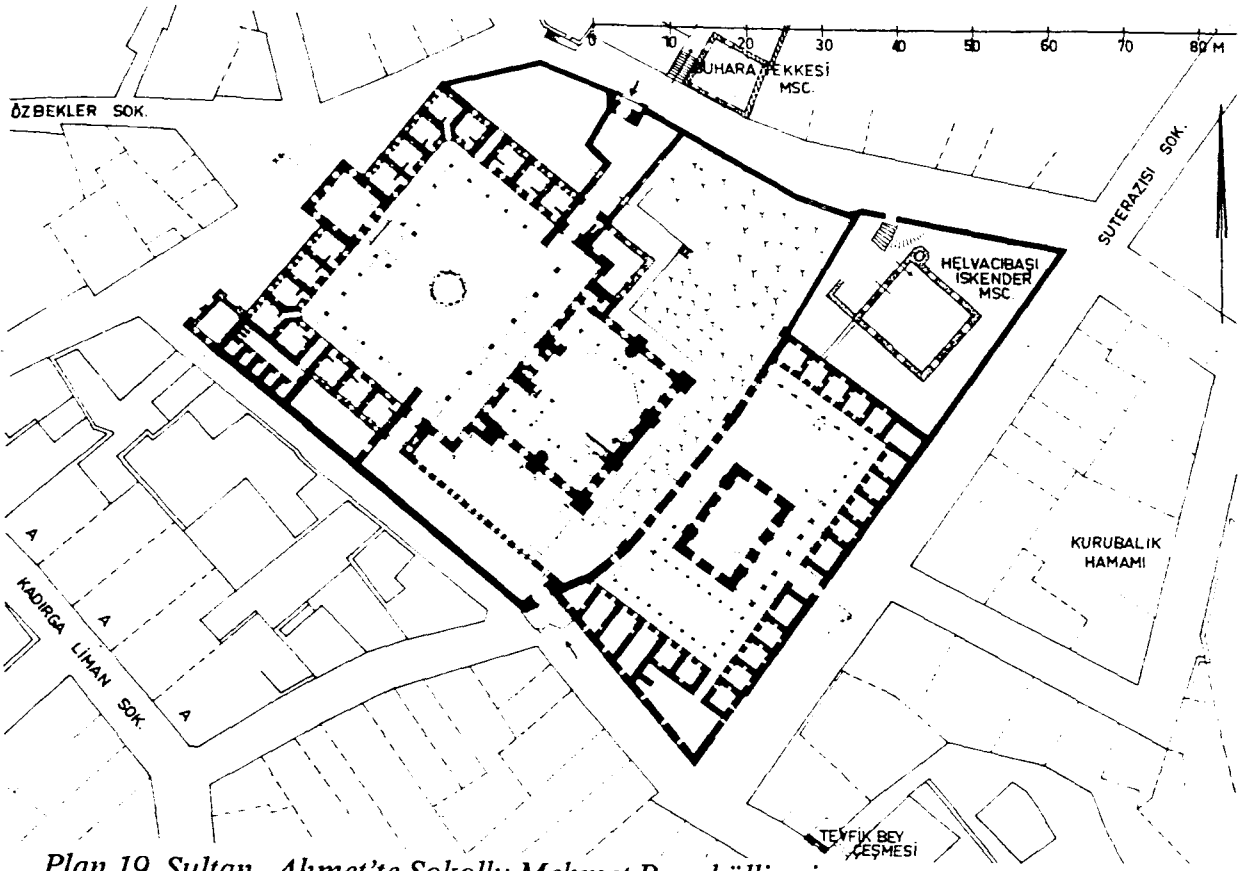 0 10 20 30 40 50 60 70 80 M
BUHARA TEKKESİ
MSC.
ÖZBEKLER SOK.
SUTERAZISI SOK.
HELVACIBAŞI
İSKENDER
MSC.
KURUBALIK
HAMAMI
A
A
A
KADIRGA LİMAN SOK.
TEVFİK BEY
ÇEŞMESİ
Plan 19. Sultan Ahmet'te Sokollu Mehmet Paşa külliyesi